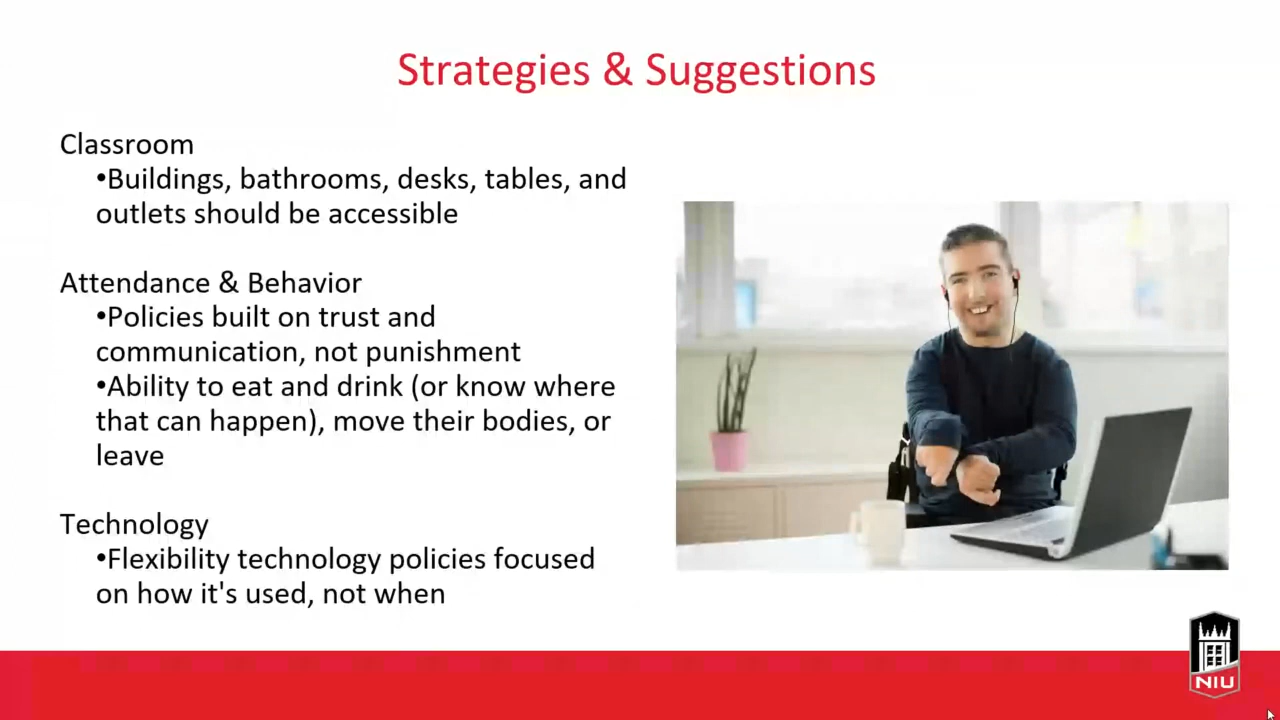 Strategies & Suggestions
Classroom
•Buildings, bathrooms, desks, tables, and
outlets should be accessible
Attendance & Behavior
•Policies built on trust and
communication, not punishment
•Ability to eat and drink (or know where
that can happen), move their bodies, or
leave
Technology
•Flexibility technology policies focused
on how it's used, not when
NIU